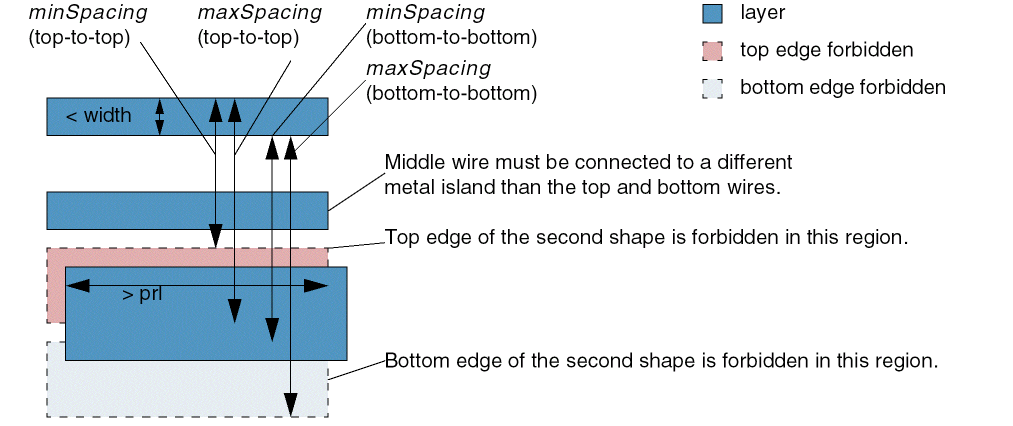 minSpacing
(top-to-top)
maxSpacing
(top-to-top)
minSpacing
(bottom-to-bottom)
maxSpacing
(bottom-to-bottom)
layer
top edge forbidden
bottom edge forbidden
< width
Middle wire must be connected to a different
metal island than the top and bottom wires.
Top edge of the second shape is forbidden in this region.
> prl
Bottom edge of the second shape is forbidden in this region.